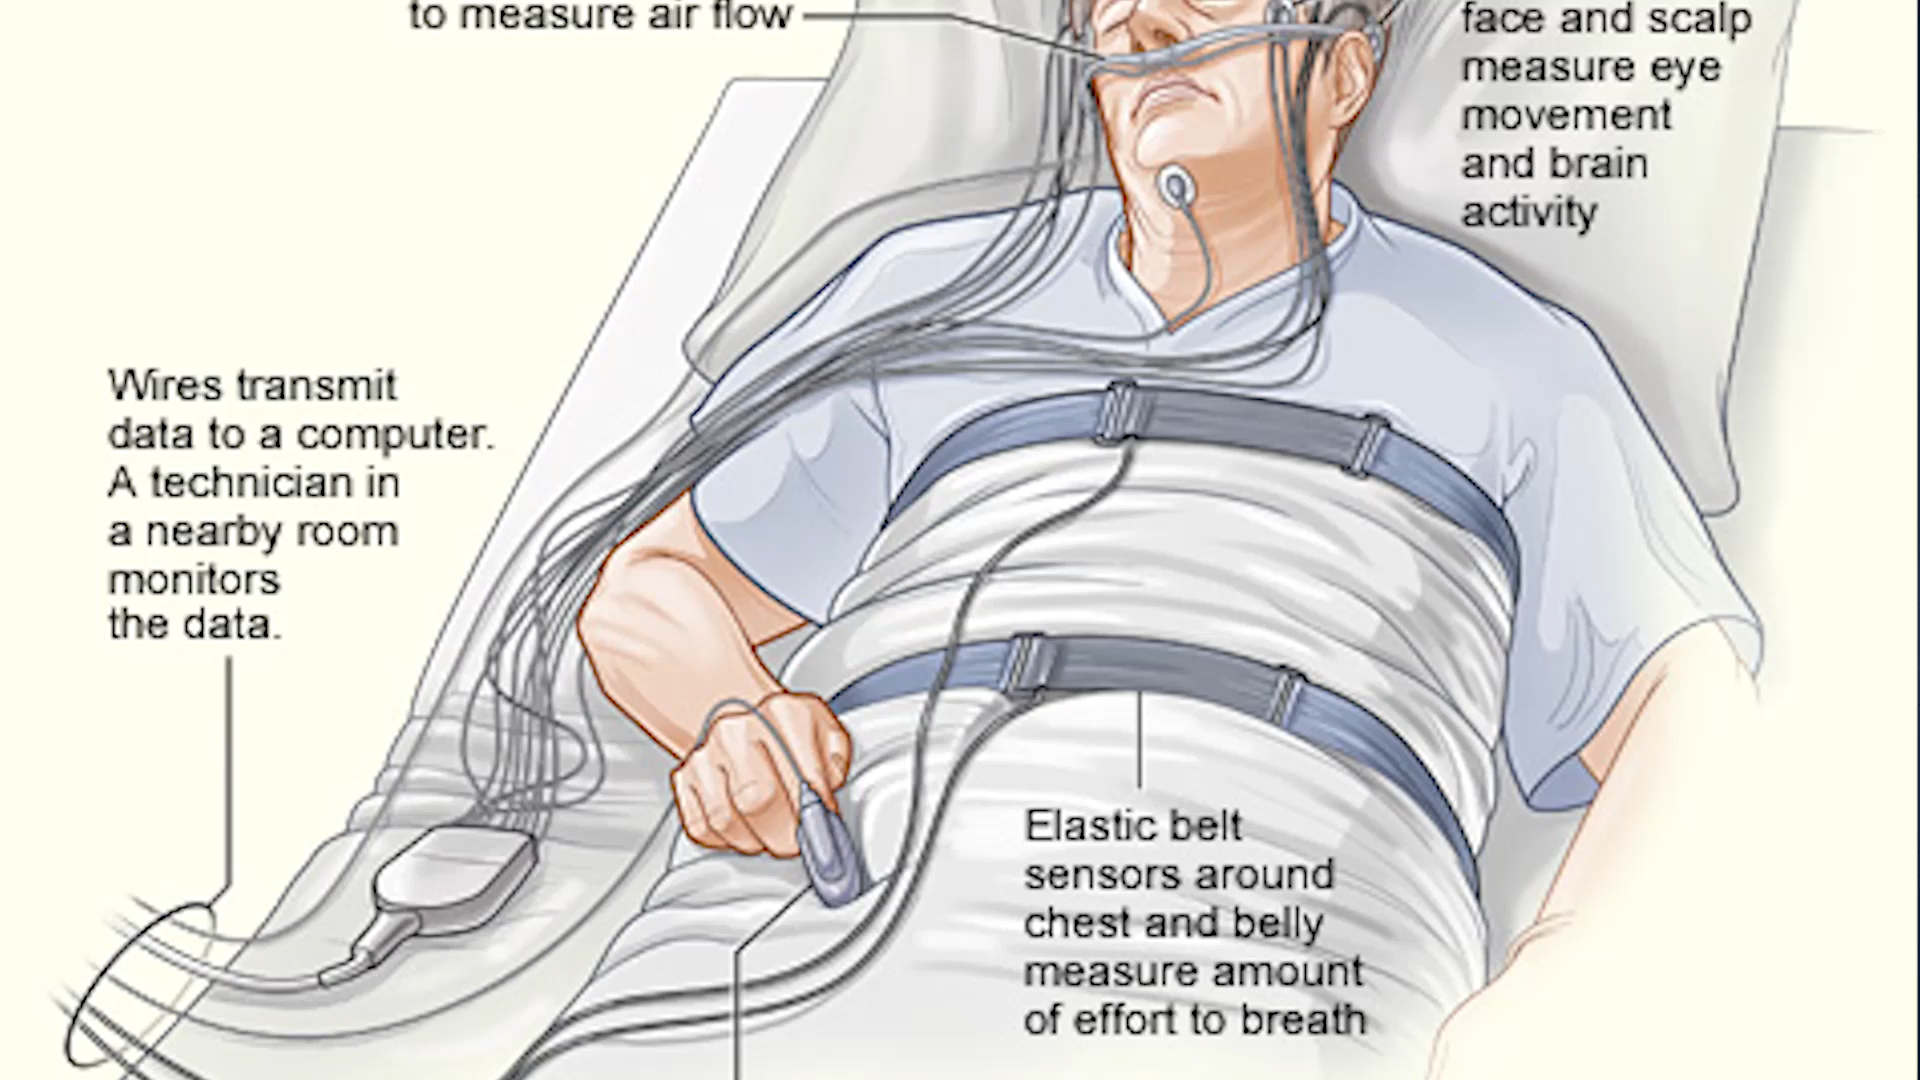 to measure air flow
face and scalp
measure eye
movement
and brain
activity
Wires transmit
data to a computer.
A technician in
a nearby room
monitors
the data.
Elastic belt
sensors around
chest and belly
measure amount
of effort to breath